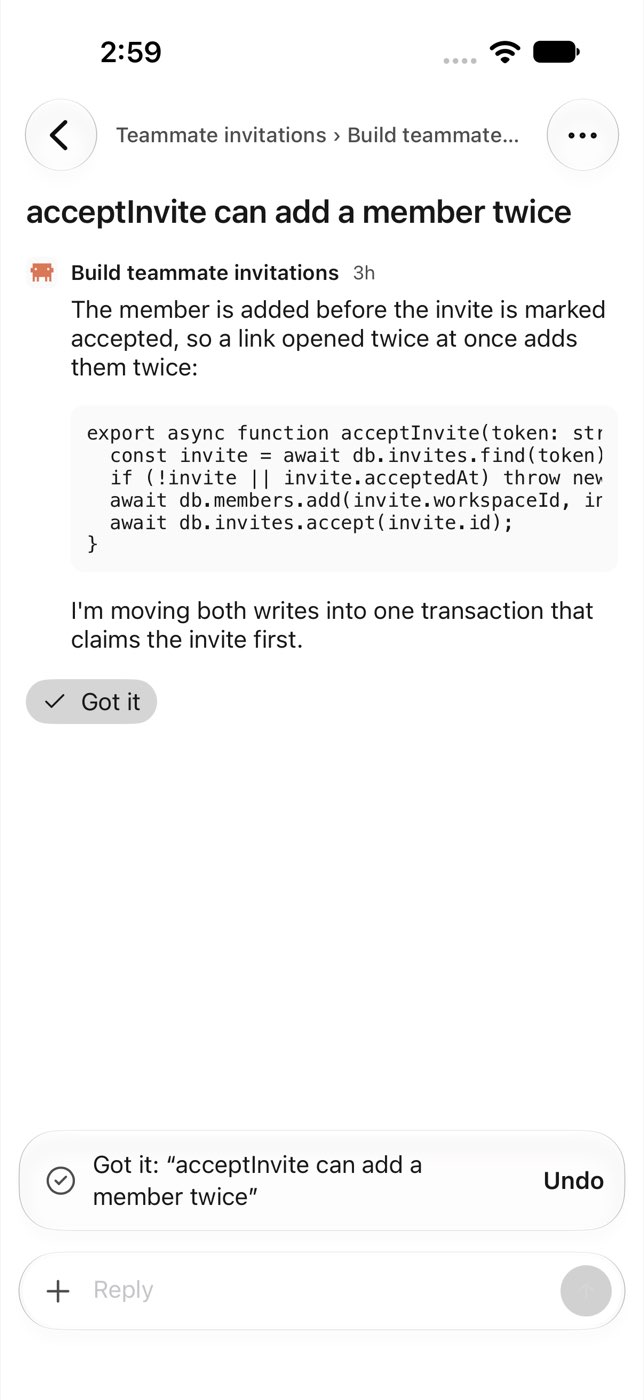 2:59
Teammate invitations › Build teammate...
acceptInvite can add a member twice
Build teammate invitations 3h
The member is added before the invite is marked
accepted, so a link opened twice at once adds
them twice:
export async function acceptInvite(token: str
  const invite = await db.invites.find(token)
  if (!invite || invite.acceptedAt) throw new
  await db.members.add(invite.workspaceId, in
  await db.invites.accept(invite.id);
}
I'm moving both writes into one transaction that
claims the invite first.
Got it
Got it: “acceptInvite can add a
member twice”
Undo
Reply